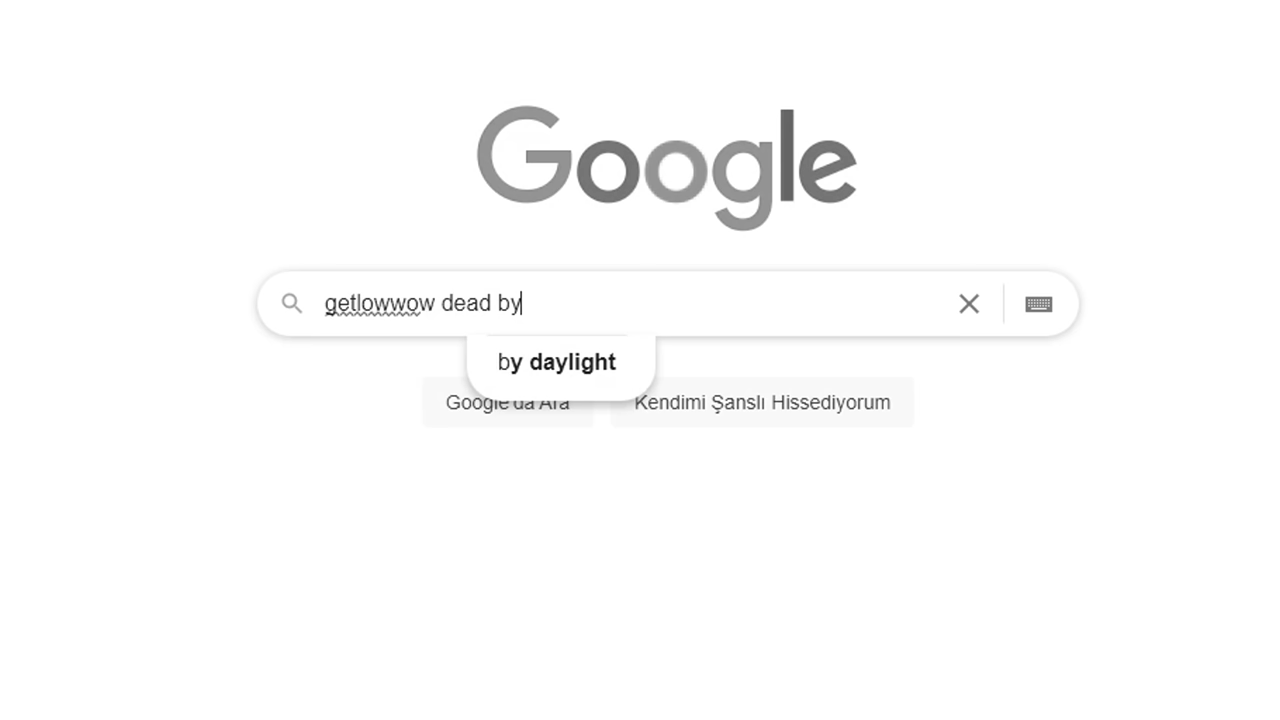 Google
getlowwow dead by
by daylight
Google'da Ara
Kendimi Şanslı Hissediyorum